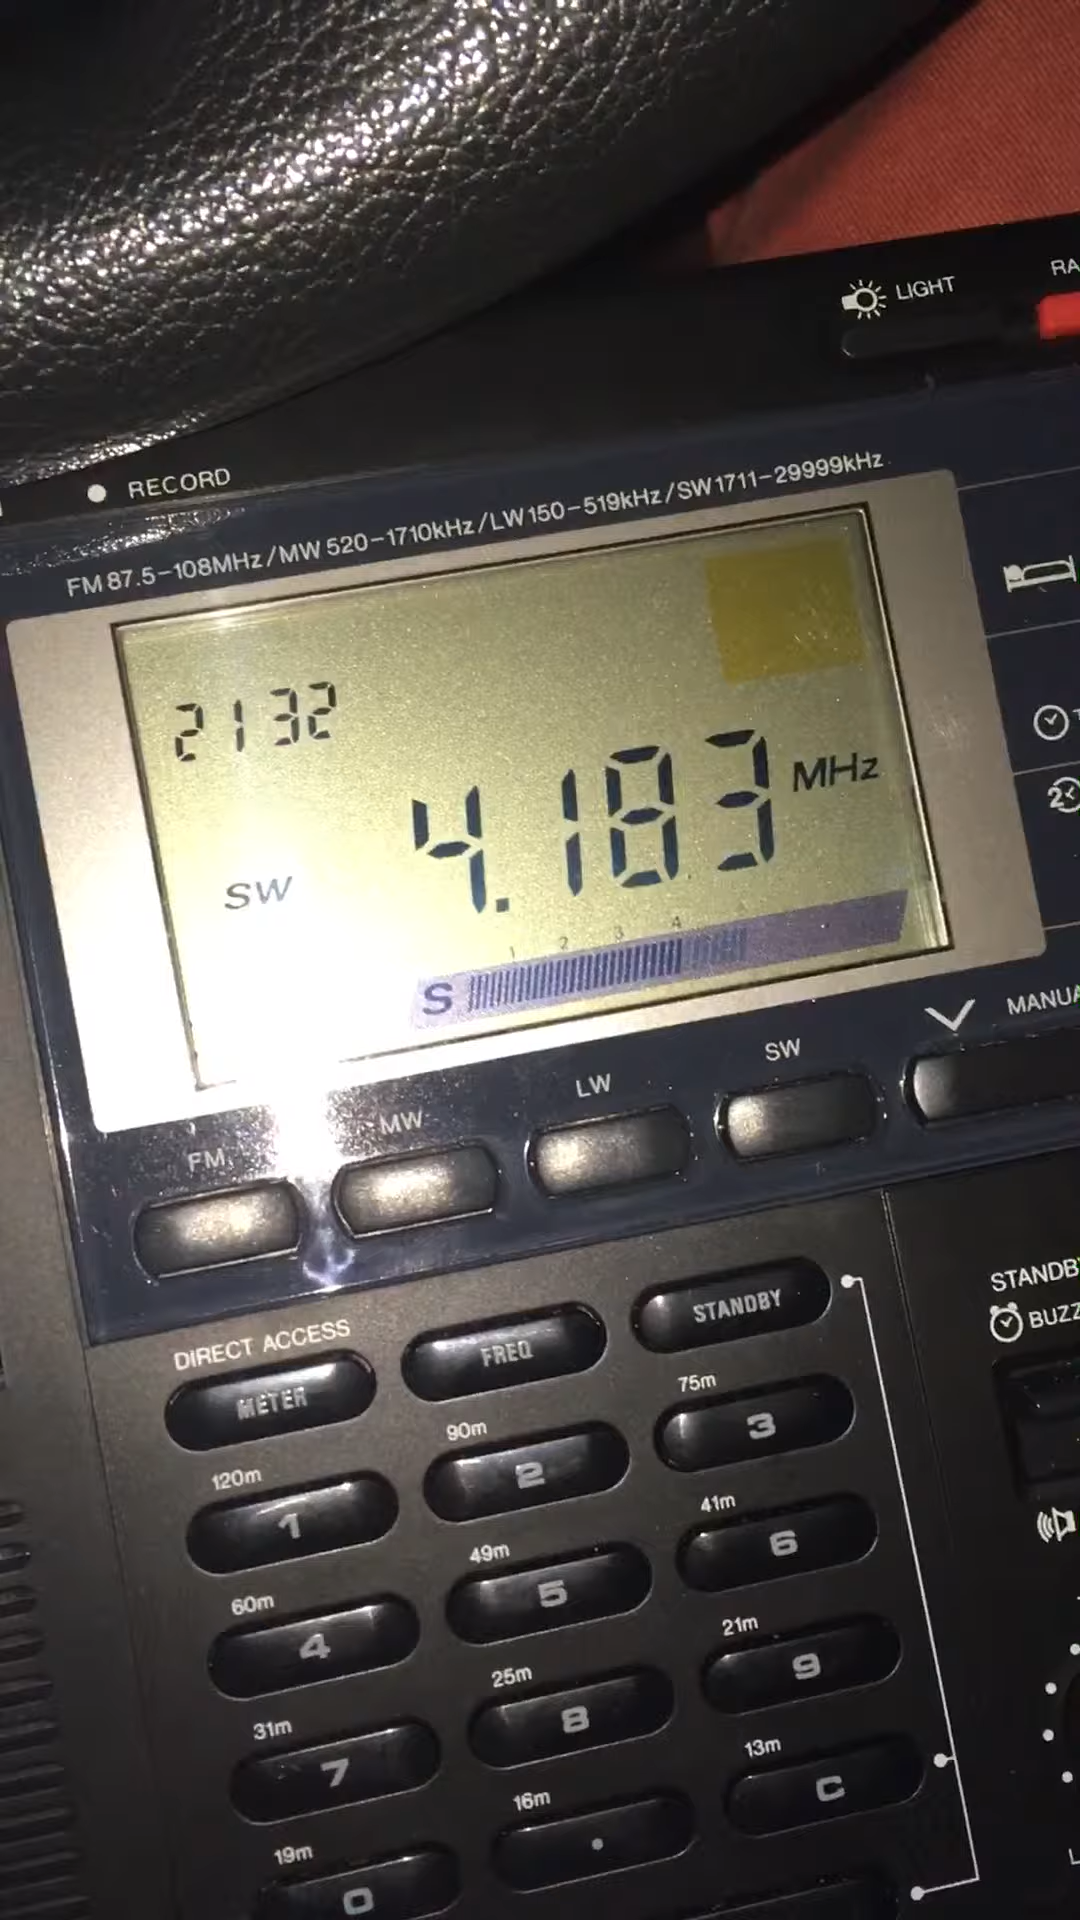 LIGHT
RECORD
FM 87.5-108MHz/MW 520-1710kHz/LW 150-519kHz/SW 1711-29999kHz
2132
4.183 MHz
SW
1 2 3 4
S
MANUA
FM MW LW SW
DIRECT ACCESS
METER FREQ STANDBY
STANDB
BUZZ
120m 90m 75m
1 2 3
60m 49m 41m
4 5 6
31m 25m 21m
7 8 9
19m 16m 13m
0 . C